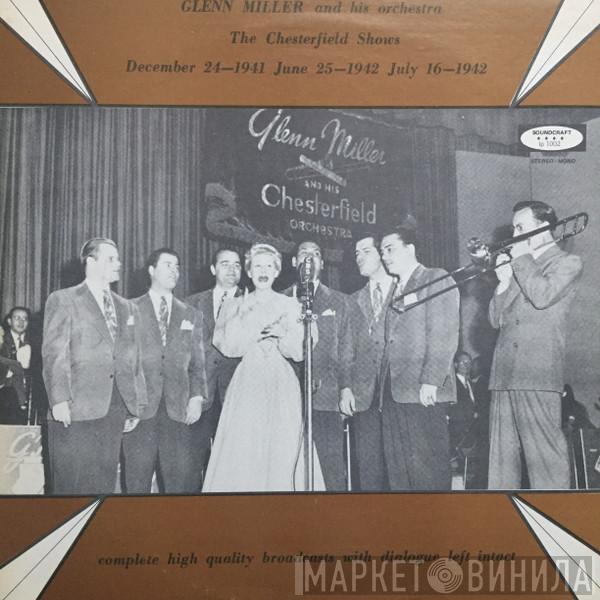 GLENN MILLER and his orchestra
The Chesterfield Shows
December 24—1941 June 25—1942 July 16—1942
SOUNDCRAFT
lp 1002
STEREO-MONO
Glenn Miller
AND HIS
Chesterfield
ORCHESTRA
complete high quality broadcasts with dialogue left intact
МАРКЕТ ВИНИЛА